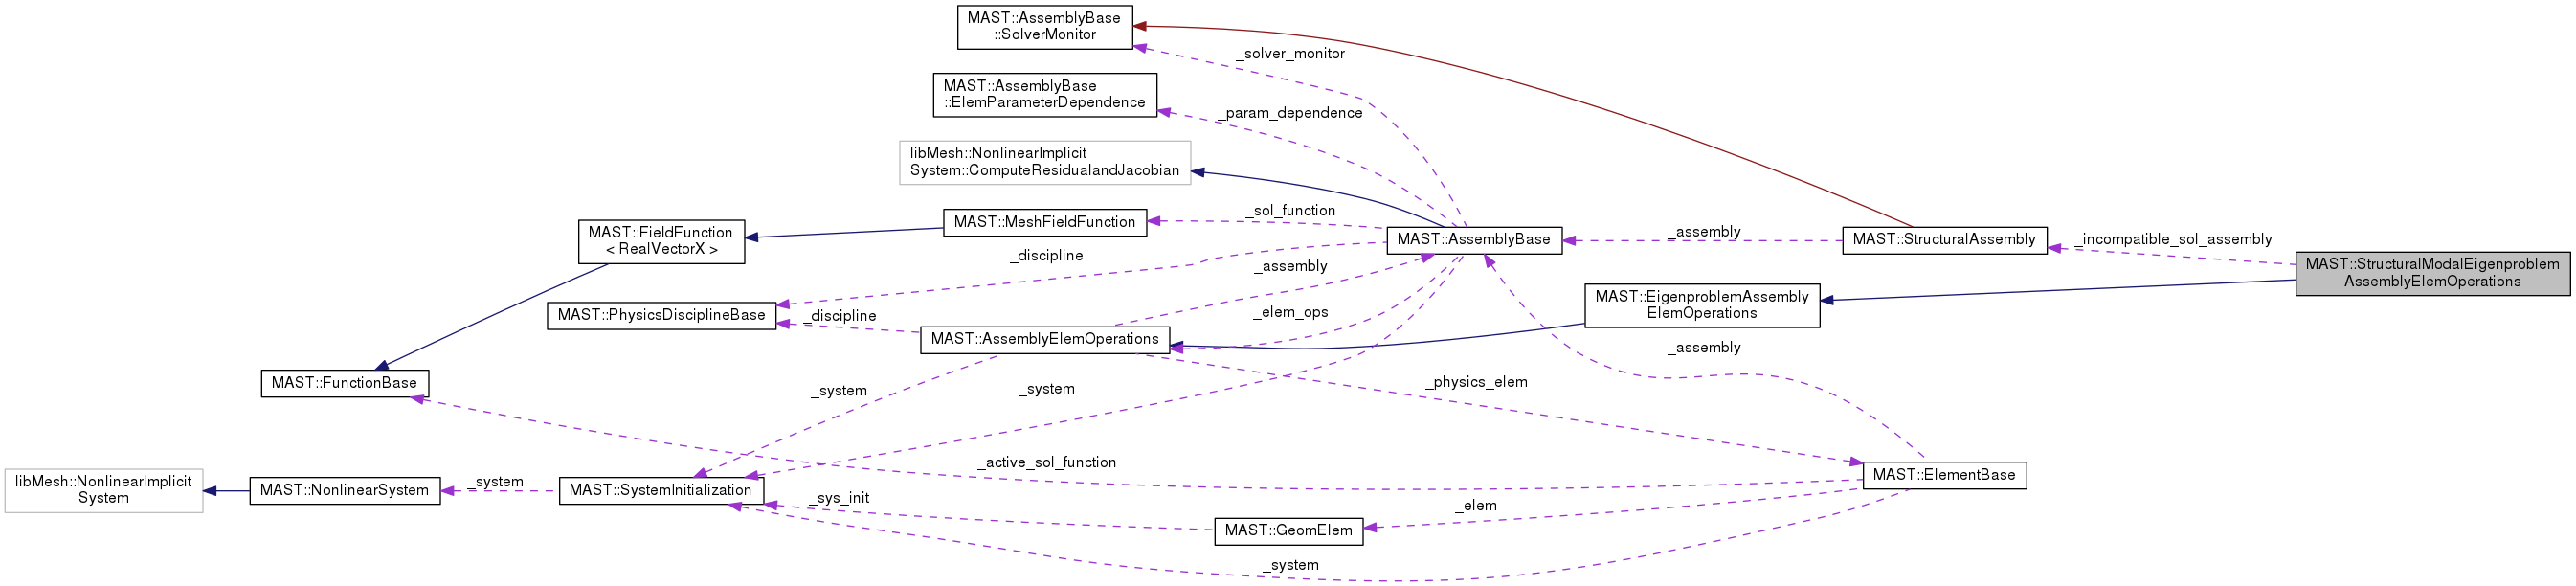 MAST::AssemblyBase
::SolverMonitor
_solver_monitor
MAST::AssemblyBase
::ElemParameterDependence
_param_dependence
libMesh::NonlinearImplicit
System::ComputeResidualandJacobian
MAST::MeshFieldFunction
_sol_function
MAST::FieldFunction
< RealVectorX >
MAST::AssemblyBase
_assembly
MAST::StructuralAssembly
_incompatible_sol_assembly
MAST::StructuralModalEigenproblem
AssemblyElemOperations
_discipline
_assembly
MAST::EigenproblemAssembly
ElemOperations
MAST::PhysicsDisciplineBase
_discipline
_elem_ops
MAST::AssemblyElemOperations
_assembly
MAST::FunctionBase
_system
_system
_physics_elem
_active_sol_function
MAST::ElementBase
libMesh::NonlinearImplicit
System
MAST::NonlinearSystem
_system
MAST::SystemInitialization
_sys_init
_elem
MAST::GeomElem
_system